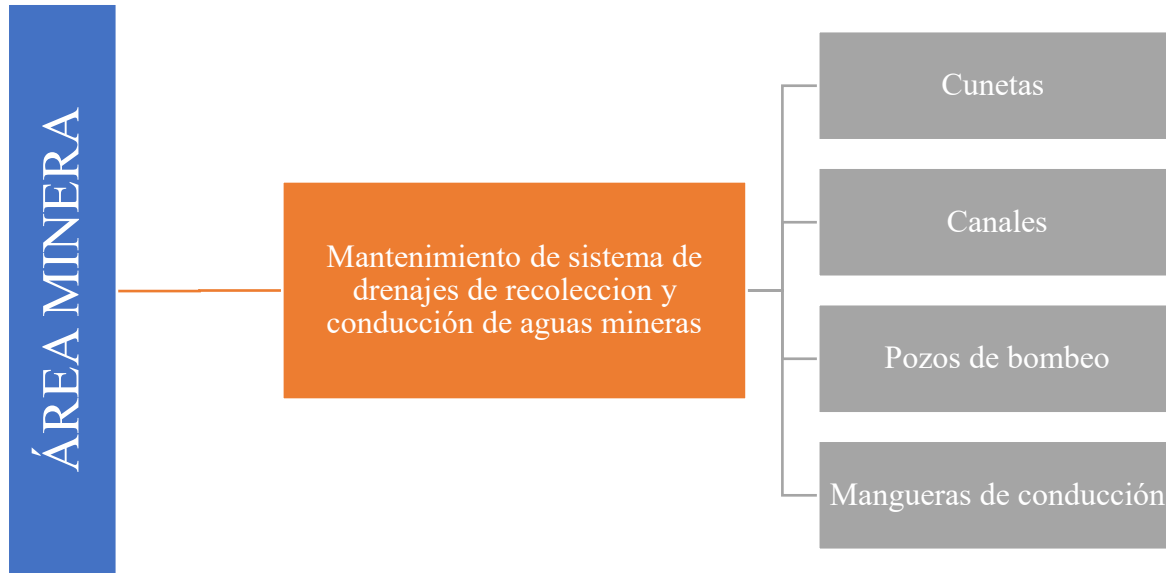 ÁREA MINERA
Mantenimiento de sistema de
drenajes de recoleccion y
conducción de aguas mineras
Cunetas
Canales
Pozos de bombeo
Mangueras de conducción